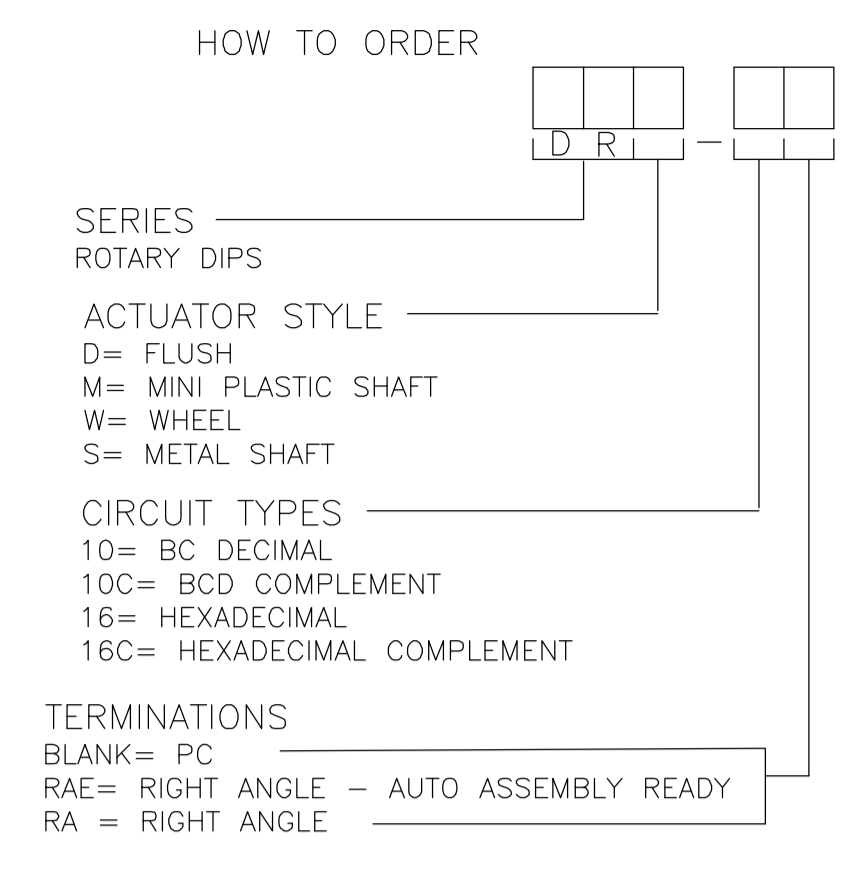 HOW TO ORDER
D R -
SERIES
ROTARY DIPS
ACTUATOR STYLE
D= FLUSH
M= MINI PLASTIC SHAFT
W= WHEEL
S= METAL SHAFT
CIRCUIT TYPES
10= BC DECIMAL
10C= BCD COMPLEMENT
16= HEXADECIMAL
16C= HEXADECIMAL COMPLEMENT
TERMINATIONS
BLANK= PC
RAE= RIGHT ANGLE - AUTO ASSEMBLY READY
RA = RIGHT ANGLE